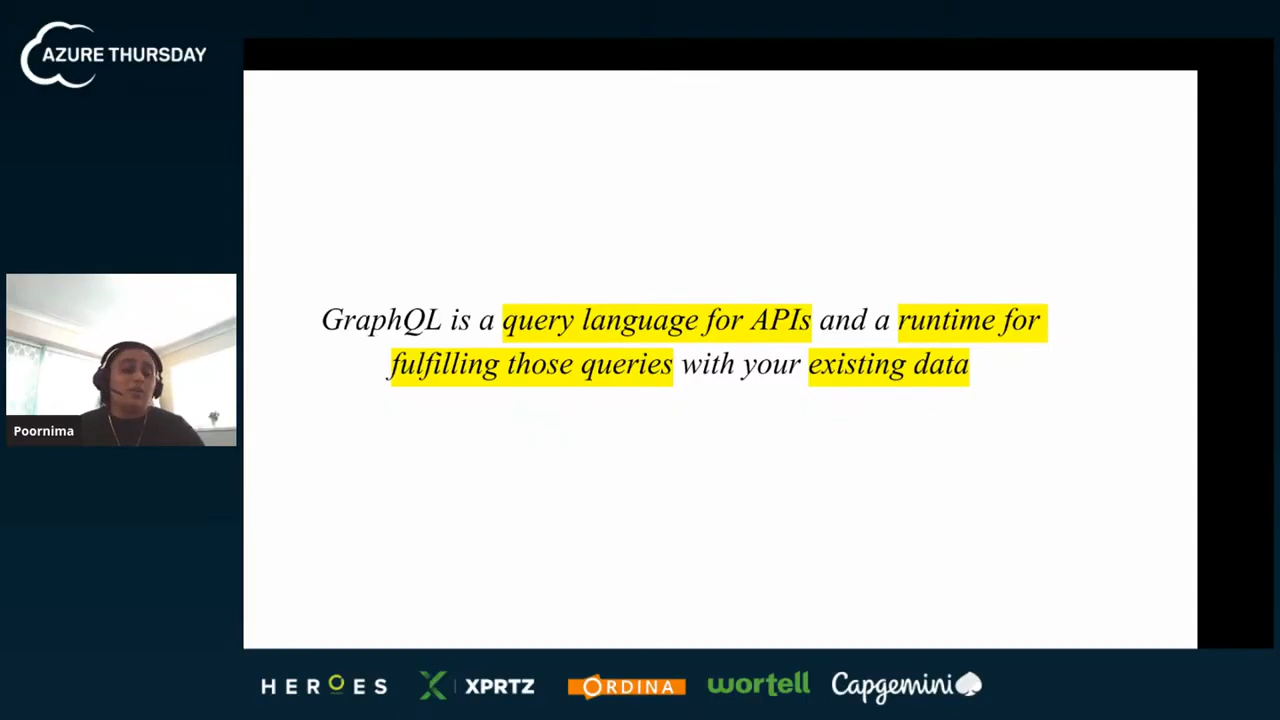 AZURE THURSDAY
GraphQL is a query language for APIs and a runtime for
fulfilling those queries with your existing data
Poornima
HEROES XPRTZ ORDINA wortell Capgemini